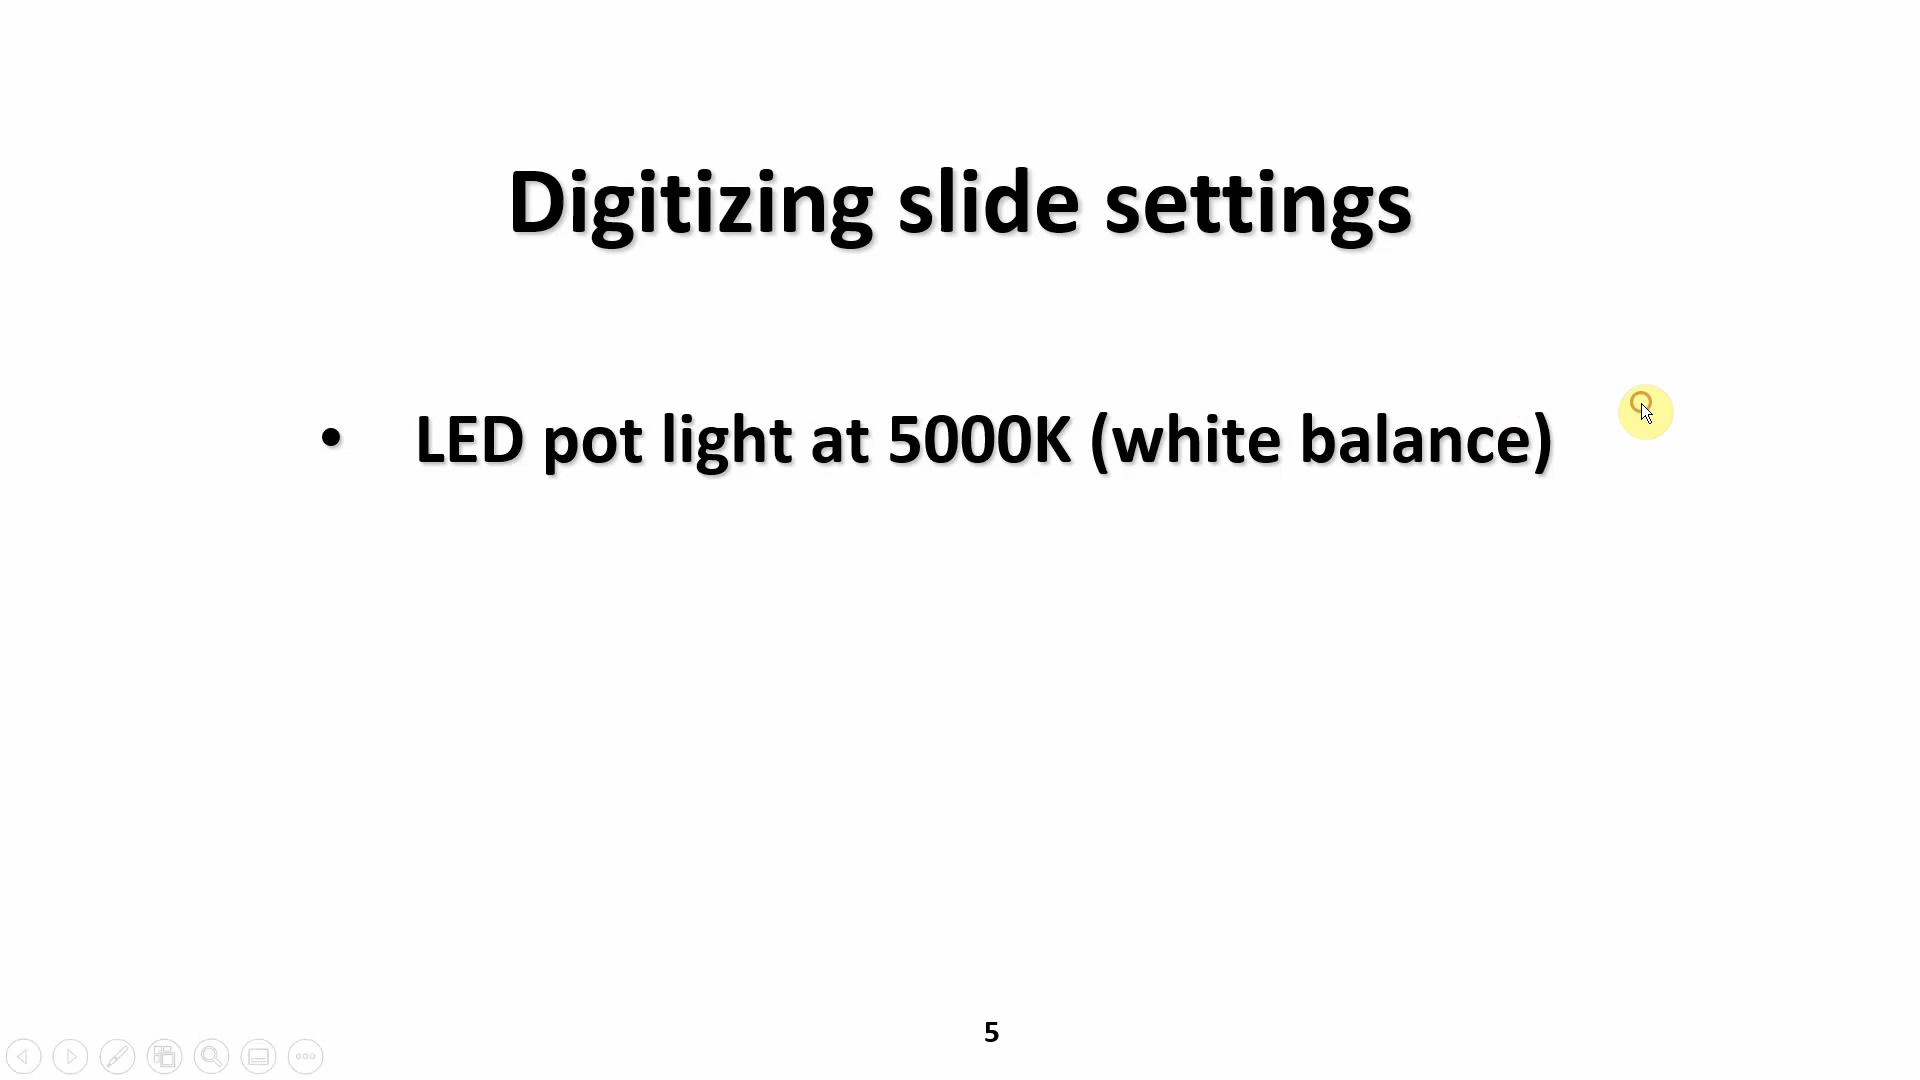 Digitizing slide settings
• LED pot light at 5000K (white balance)
5